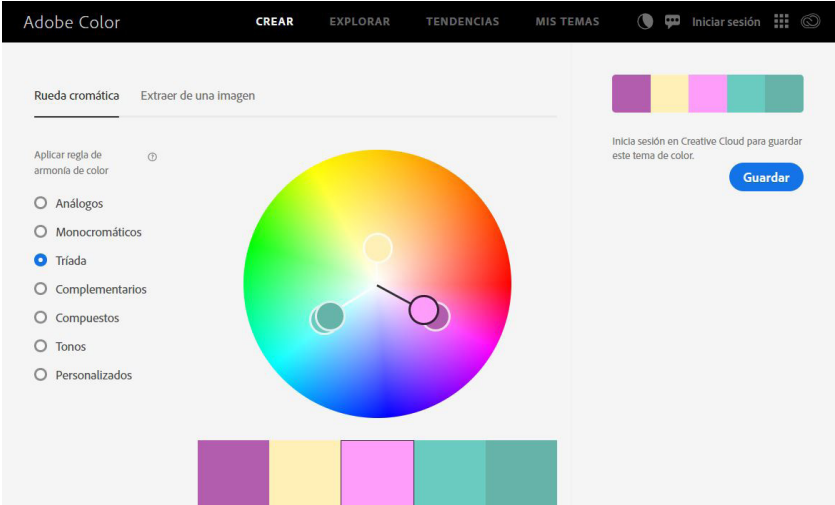 Adobe Color
CREAR EXPLORAR TENDENCIAS MIS TEMAS Iniciar sesión
Rueda cromática Extraer de una imagen
Aplicar regla de
armonía de color
Análogos
Monocromáticos
Tríada
Complementarios
Compuestos
Tonos
Personalizados
Inicia sesión en Creative Cloud para guardar
este tema de color.
Guardar